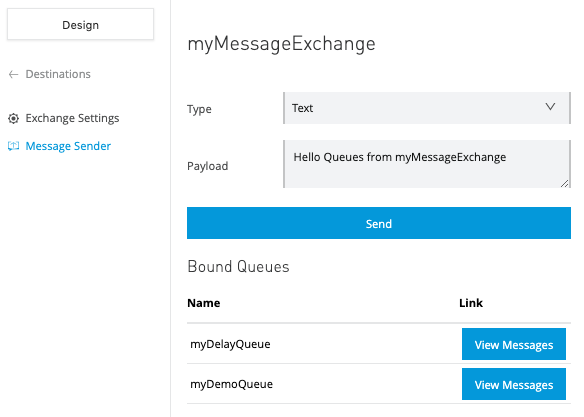 Design
← Destinations
Exchange Settings
Message Sender
myMessageExchange
Type
Text
Payload
Hello Queues from myMessageExchange
Send
Bound Queues
Name Link
myDelayQueue View Messages
myDemoQueue View Messages